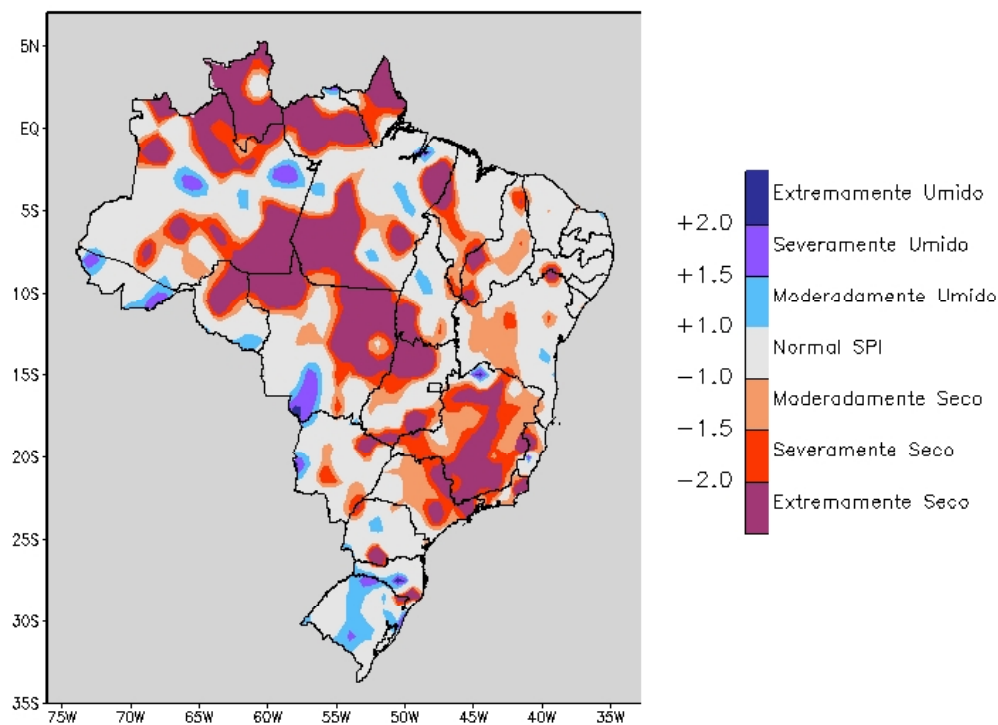 5N
EQ
5S
10S
15S
20S
25S
30S
35S
75W 70W 65W 60W 55W 50W 45W 40W 35W
Extremamente Umido
+2.0
Severamente Umido
+1.5
Moderadamente Umido
+1.0
Normal SPI
−1.0
Moderadamente Seco
−1.5
Severamente Seco
−2.0
Extremamente Seco